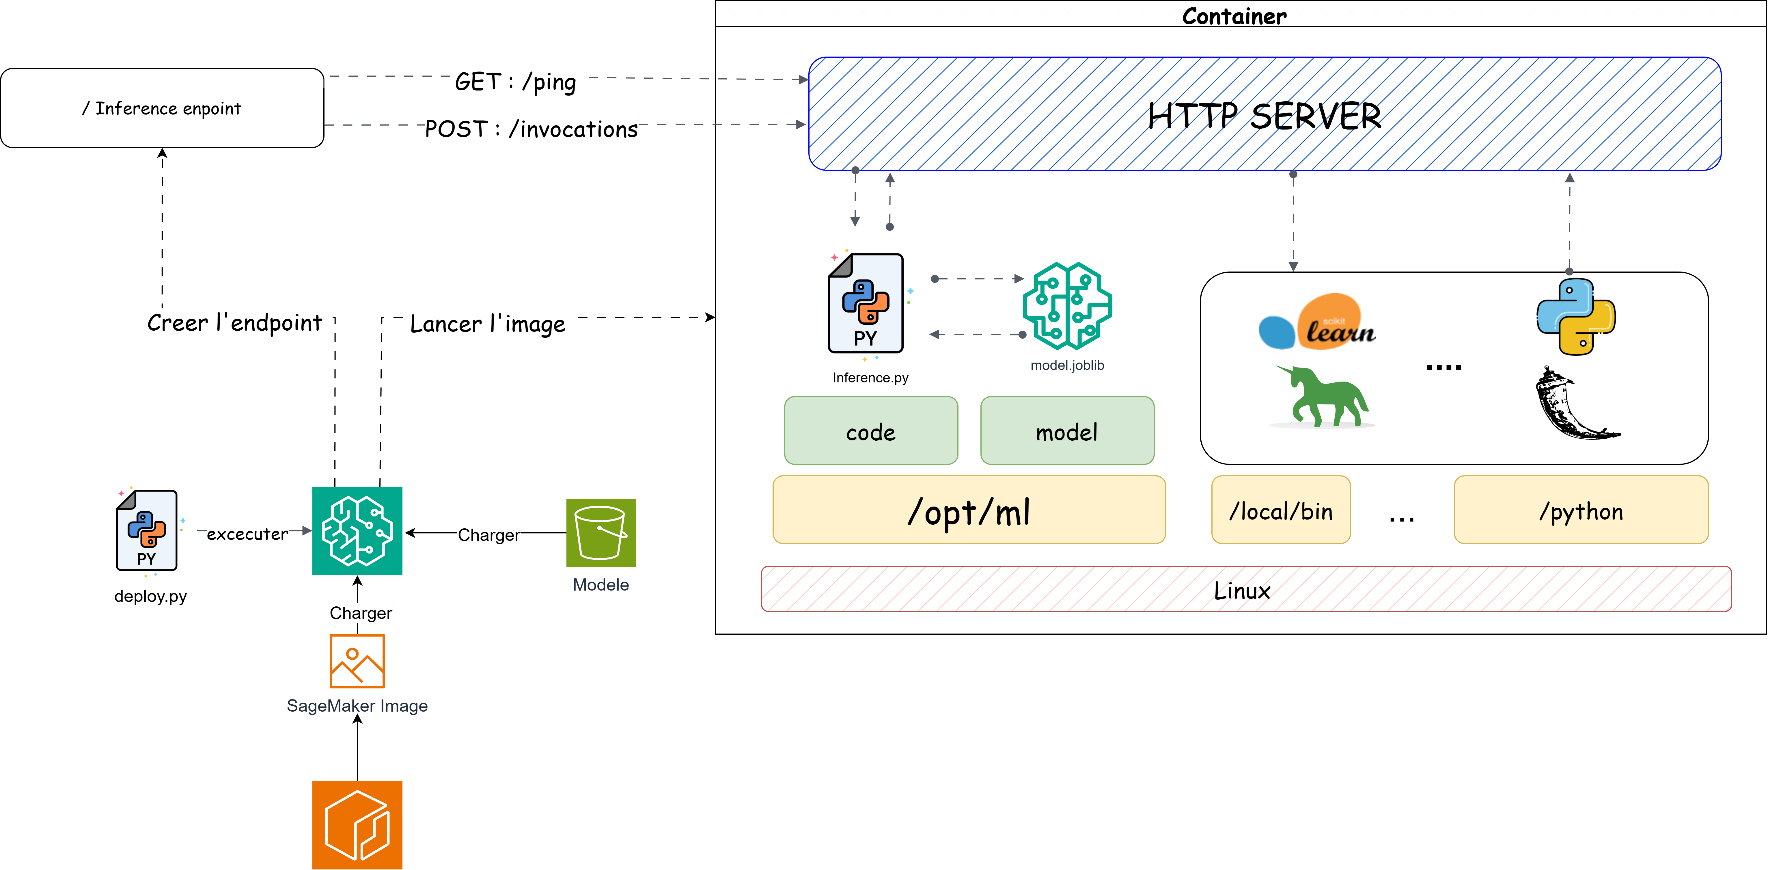 Container
GET : /ping
/ Inference enpoint
HTTP SERVER
POST : /invocations
Creer l'endpoint
Lancer l'image
PY
Inference.py
model.joblib
scikit
learn
....
code
model
/opt/ml
/local/bin
...
/python
PY
deploy.py
excecuter
Charger
Modele
Linux
Charger
SageMaker Image